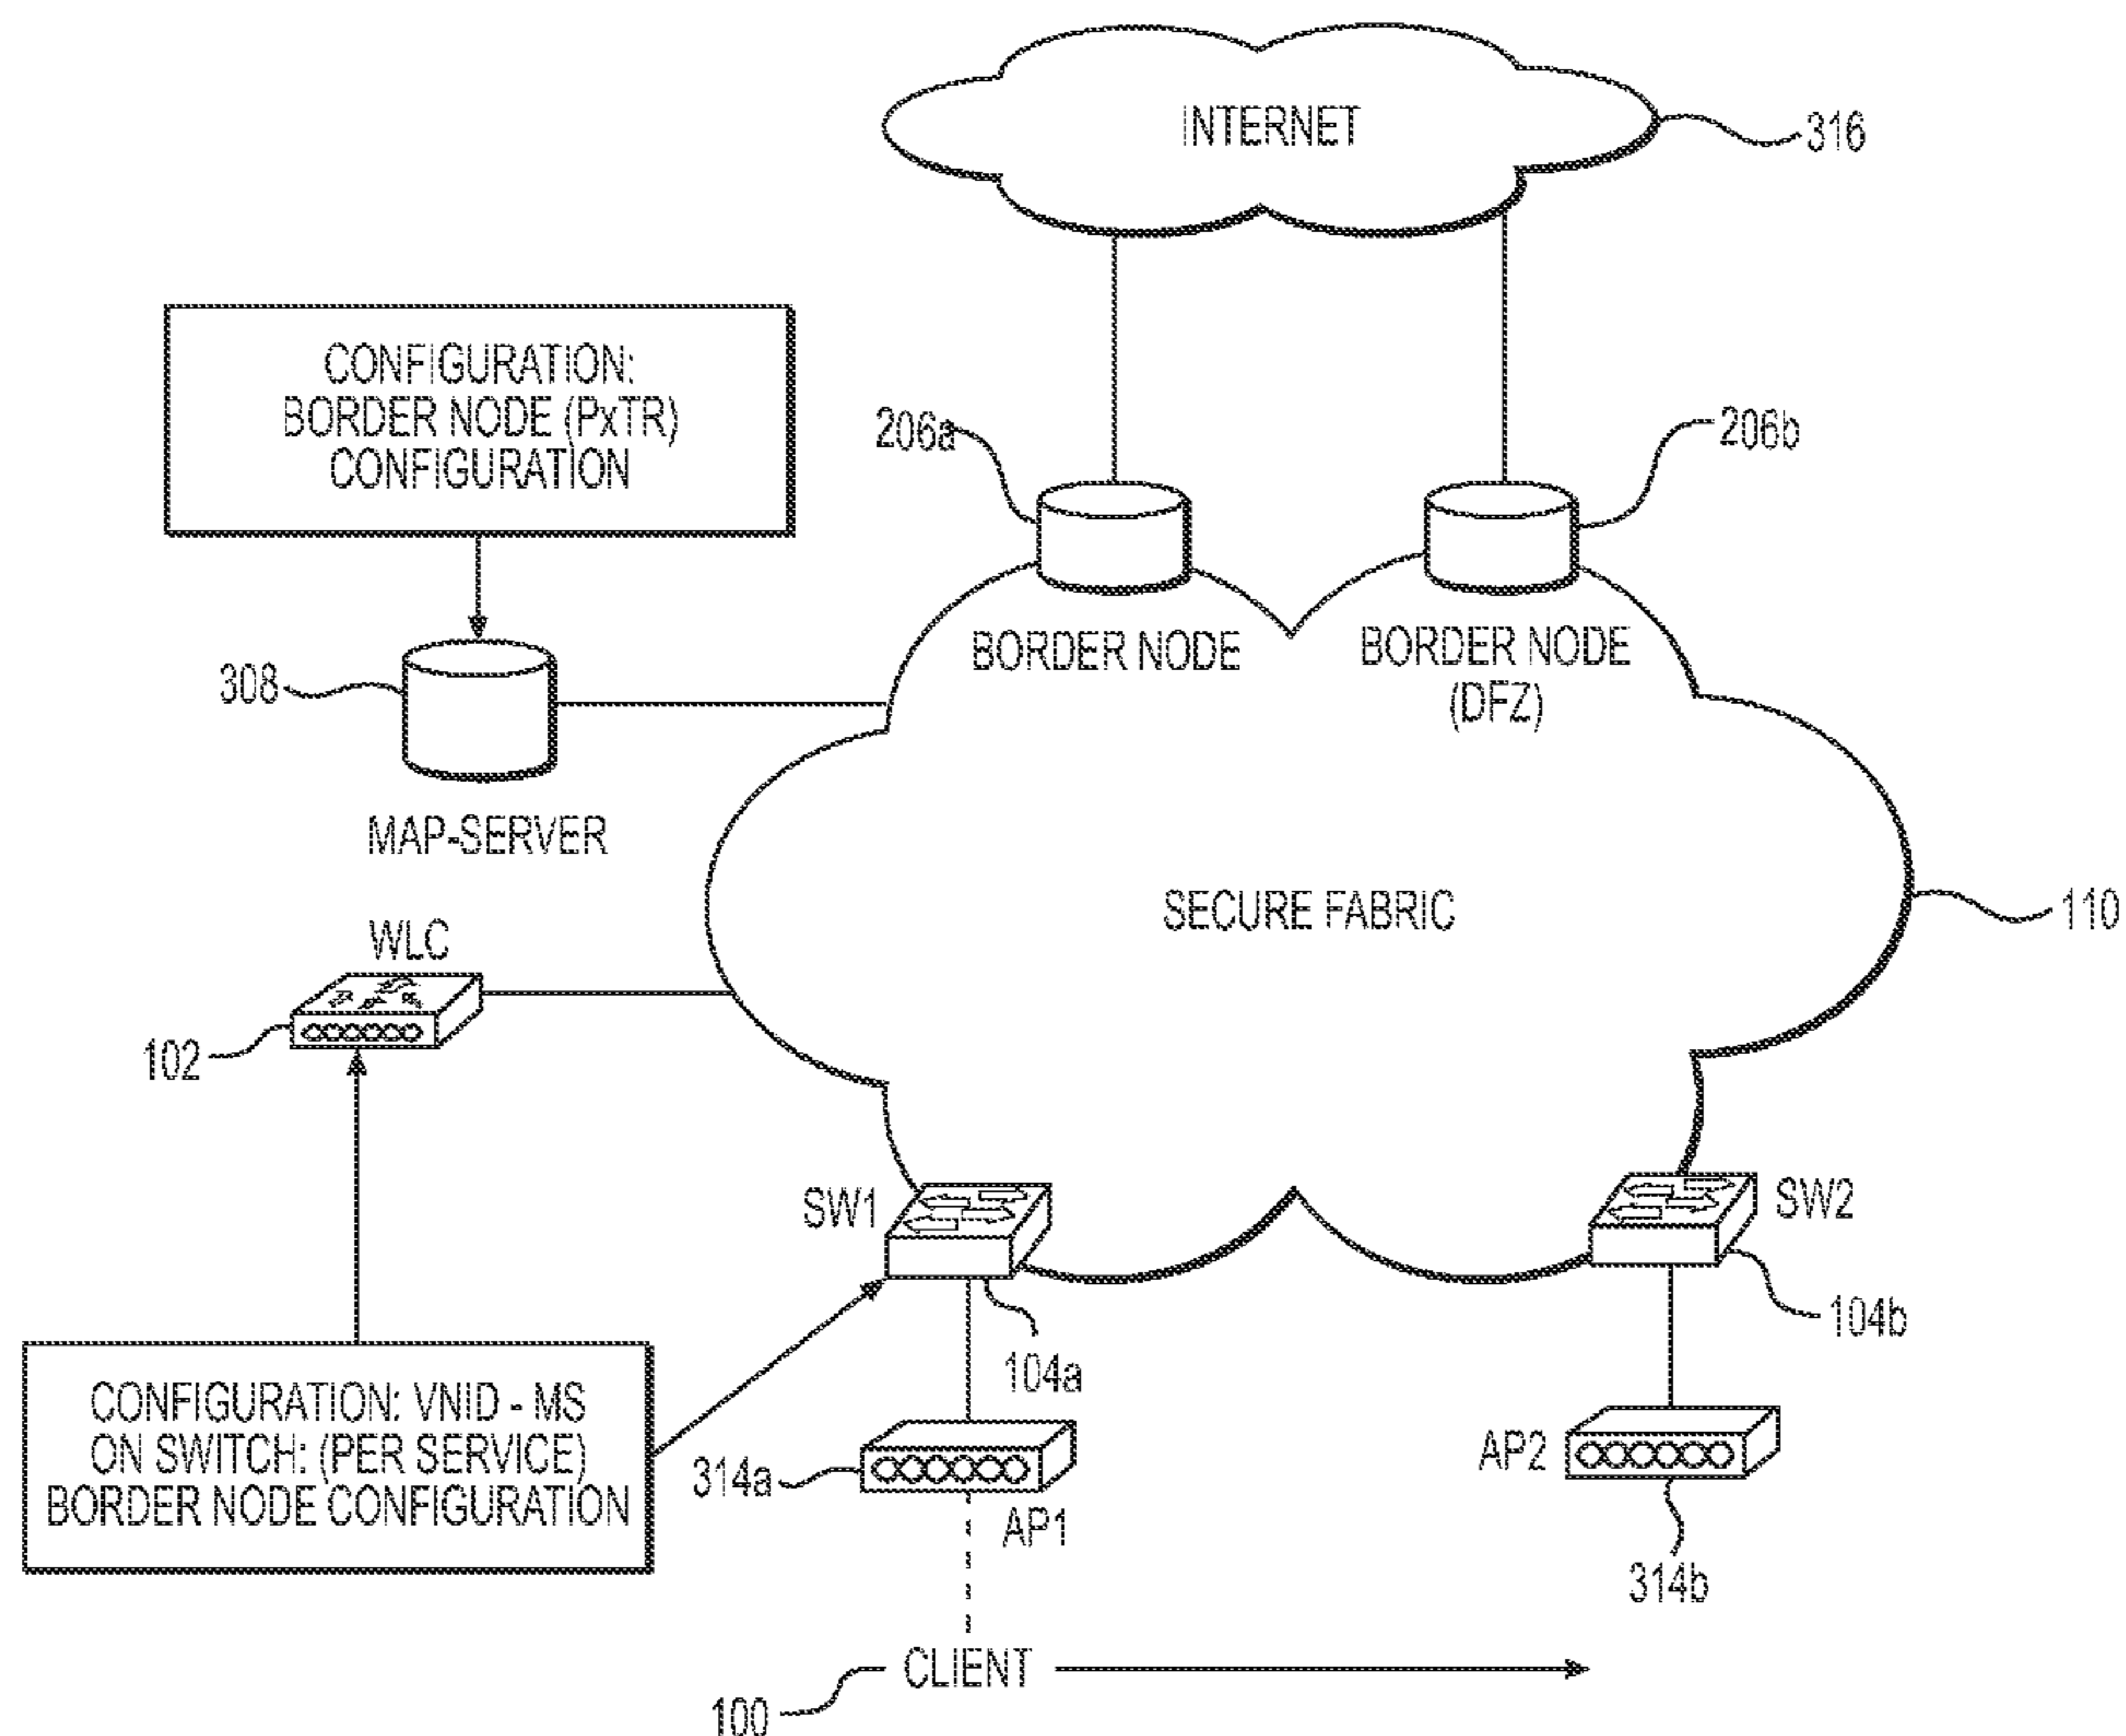 INTERNET
316
CONFIGURATION:
BORDER NODE (PxTR)
CONFIGURATION
206a
206b
BORDER NODE
BORDER NODE
(DFZ)
308
MAP-SERVER
SECURE FABRIC
110
WLC
102
SW1
SW2
104a
104b
CONFIGURATION: VNID - MS
ON SWITCH: (PER SERVICE)
BORDER NODE CONFIGURATION
314a
AP1
AP2
314b
CLIENT
100